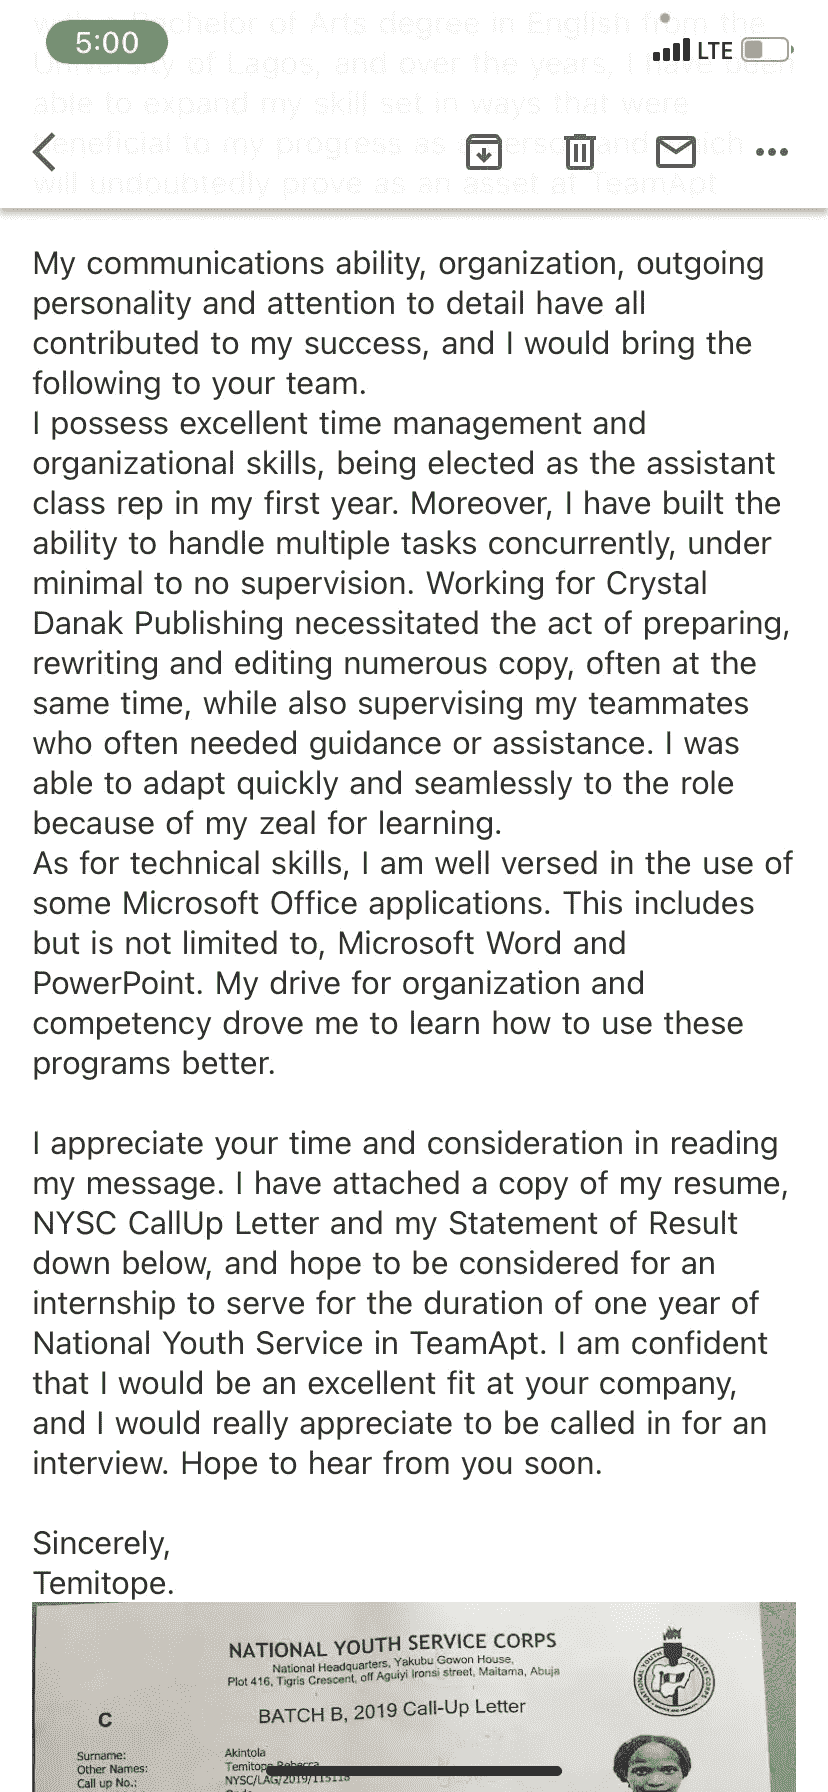 with a Bachelor of Arts degree in English from the
5:00
LTE
University of Lagos, and over the years, I have been
able to expand my skill set in ways that were
beneficial to my progress as a person and which
will undoubtedly prove as an asset at TeamApt
My communications ability, organization, outgoing
personality and attention to detail have all
contributed to my success, and I would bring the
following to your team.
I possess excellent time management and
organizational skills, being elected as the assistant
class rep in my first year. Moreover, I have built the
ability to handle multiple tasks concurrently, under
minimal to no supervision. Working for Crystal
Danak Publishing necessitated the act of preparing,
rewriting and editing numerous copy, often at the
same time, while also supervising my teammates
who often needed guidance or assistance. I was
able to adapt quickly and seamlessly to the role
because of my zeal for learning.
As for technical skills, I am well versed in the use of
some Microsoft Office applications. This includes
but is not limited to, Microsoft Word and
PowerPoint. My drive for organization and
competency drove me to learn how to use these
programs better.
I appreciate your time and consideration in reading
my message. I have attached a copy of my resume,
NYSC CallUp Letter and my Statement of Result
down below, and hope to be considered for an
internship to serve for the duration of one year of
National Youth Service in TeamApt. I am confident
that I would be an excellent fit at your company,
and I would really appreciate to be called in for an
interview. Hope to hear from you soon.
Sincerely,
Temitope.
NATIONAL YOUTH SERVICE CORPS
National Headquarters, Yakubu Gowon House,
Plot 416, Tigris Crescent, off Aguiyi Ironsi street, Maitama, Abuja
BATCH B, 2019 Call-Up Letter
C
Surname: Akintola
Other Names: Temitope Rebecca
Call up No.: NYSC/LAG/2019/115118